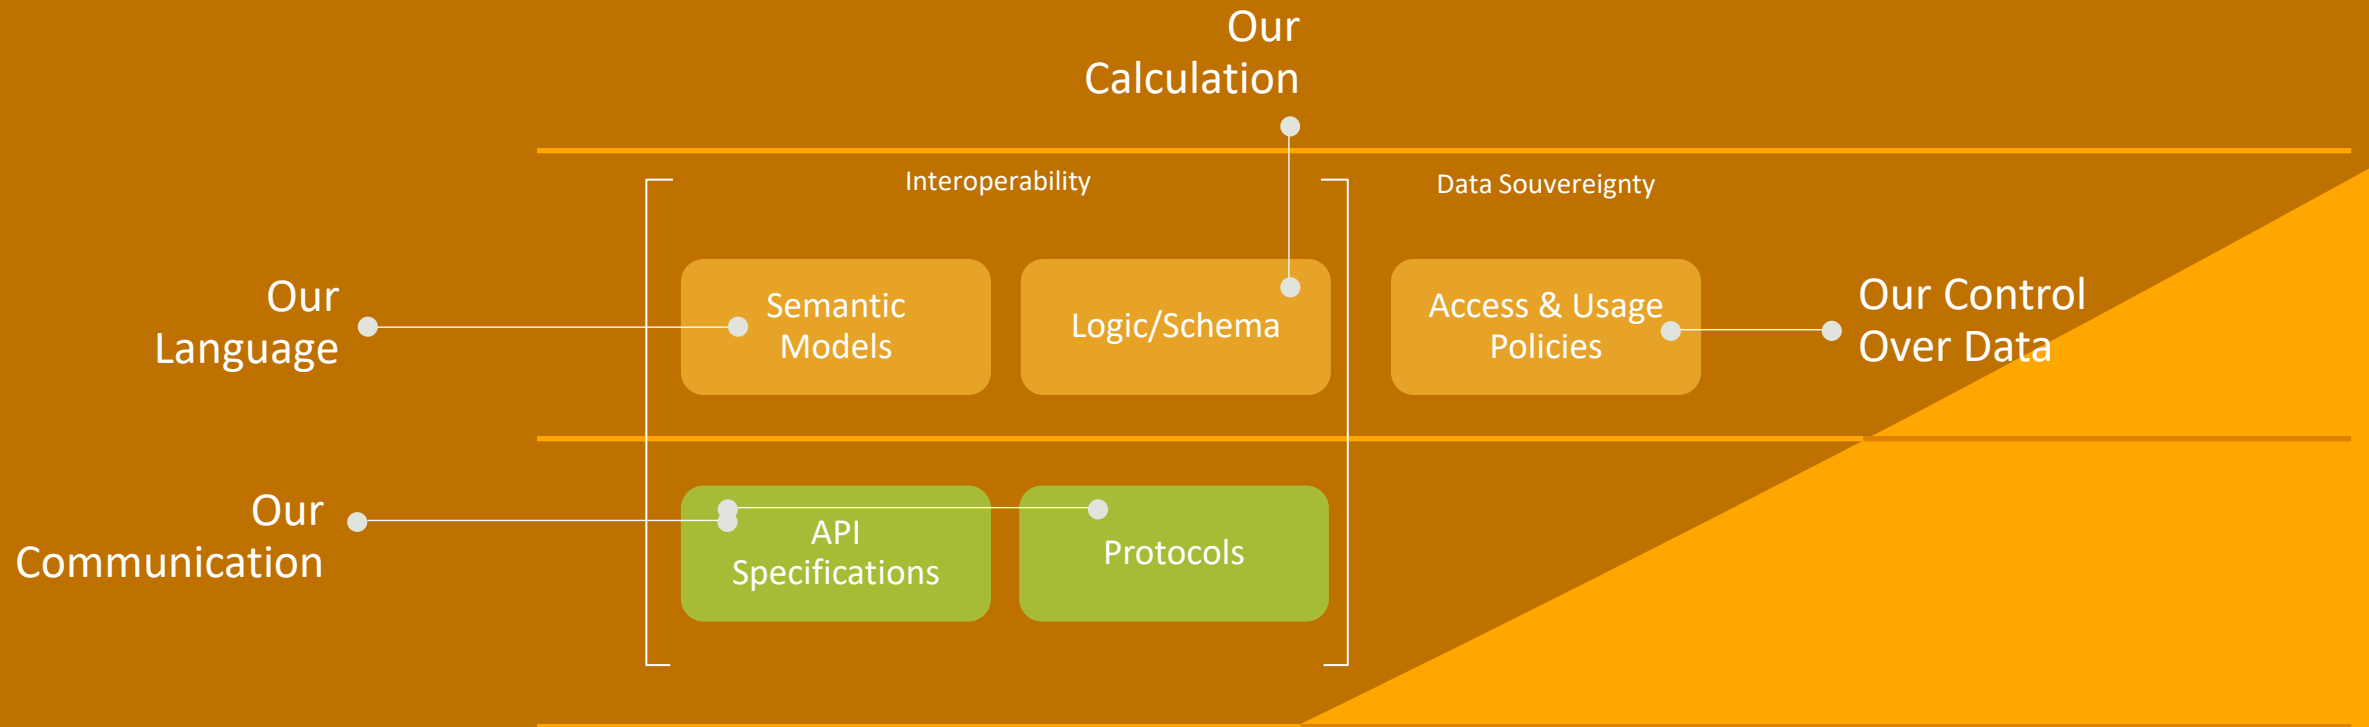 Our
Calculation
Interoperability
Data Souvereignty
Our
Language
Semantic
Models
Logic/Schema
Access & Usage
Policies
Our Control
Over Data
Our
Communication
API
Specifications
Protocols